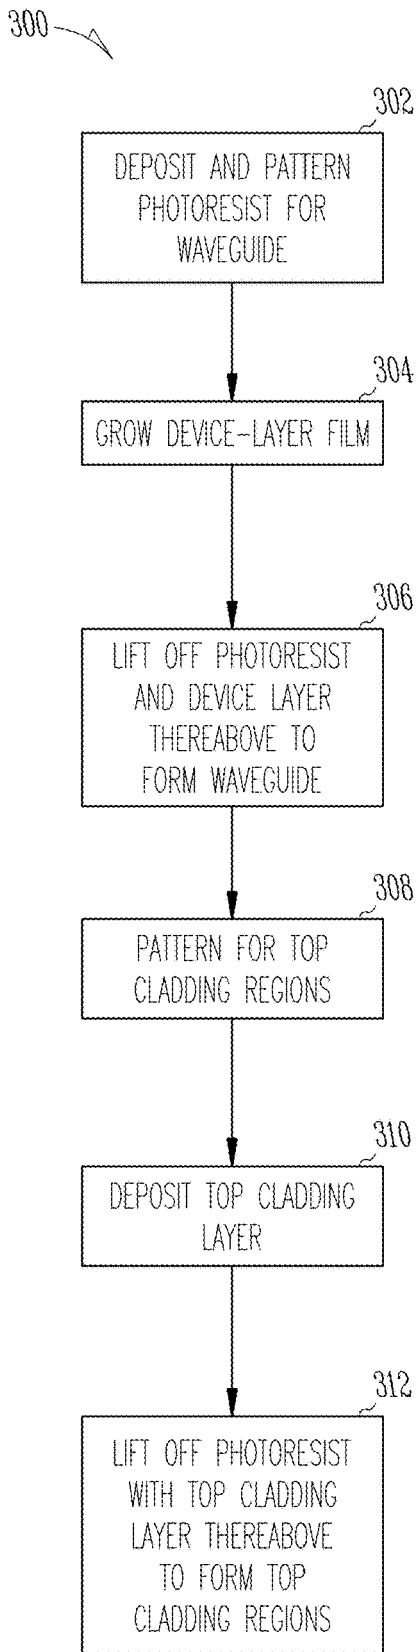 300
302
DEPOSIT AND PATTERN
PHOTORESIST FOR
WAVEGUIDE
304
GROW DEVICE-LAYER FILM
306
LIFT OFF PHOTORESIST
AND DEVICE LAYER
THEREABOVE TO
FORM WAVEGUIDE
308
PATTERN FOR TOP
CLADDING REGIONS
310
DEPOSIT TOP CLADDING
LAYER
312
LIFT OFF PHOTORESIST
WITH TOP CLADDING
LAYER THEREABOVE
TO FORM TOP
CLADDING REGIONS